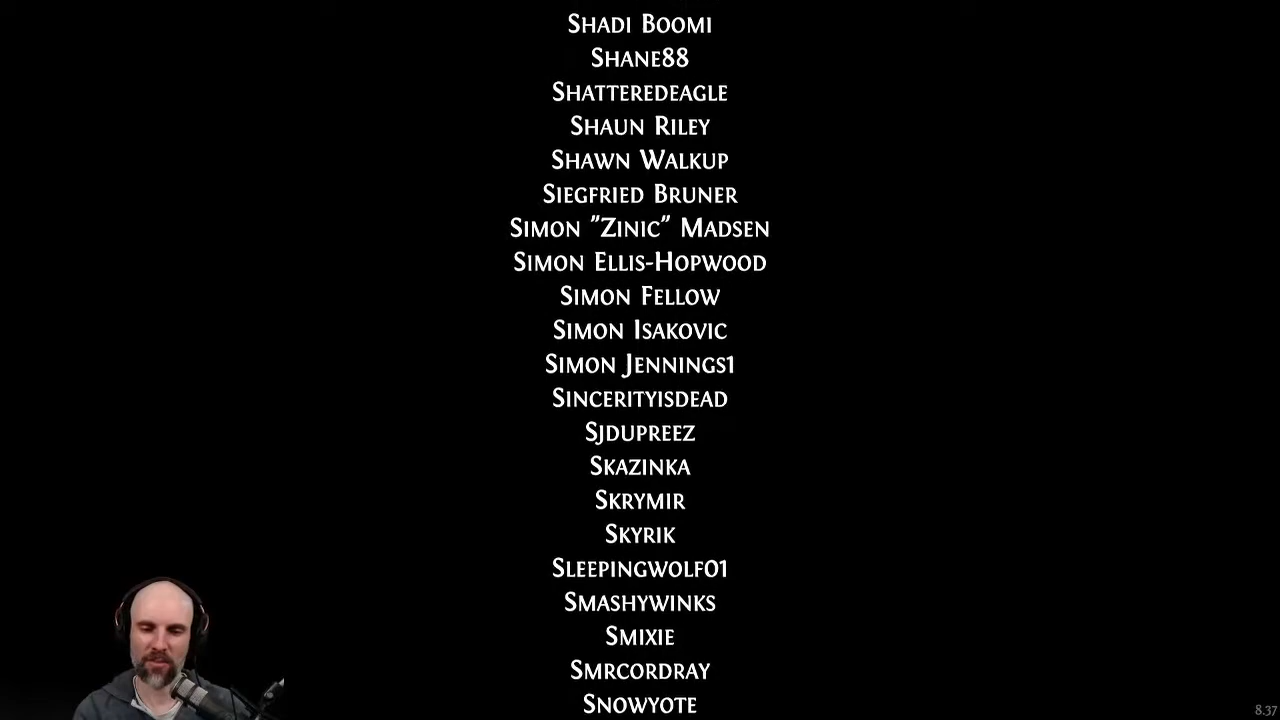 Shadi Boomi
Shane88
Shatteredeagle
Shaun Riley
Shawn Walkup
Siegfried Bruner
Simon "Zinic" Madsen
Simon Ellis-Hopwood
Simon Fellow
Simon Isakovic
Simon Jennings1
Sincerityisdead
Sjdupreez
Skazinka
Skrymir
Skyrik
Sleepingwolf01
Smashywinks
Smixie
Smrcordray
Snowyote
8.37